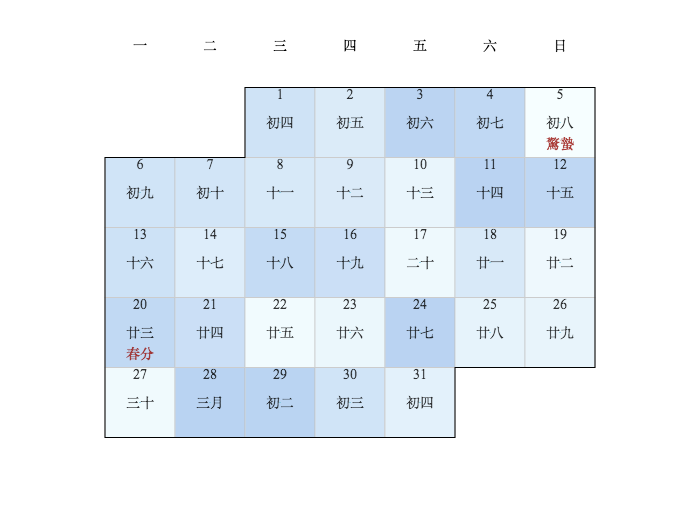 一 二 三 四 五 六 日
1 2 3 4 5
初四 初五 初六 初七 初八
驚蟄
6 7 8 9 10 11 12
初九 初十 十一 十二 十三 十四 十五
13 14 15 16 17 18 19
十六 十七 十八 十九 二十 廿一 廿二
20 21 22 23 24 25 26
廿三 廿四 廿五 廿六 廿七 廿八 廿九
春分
27 28 29 30 31
三十 三月 初二 初三 初四